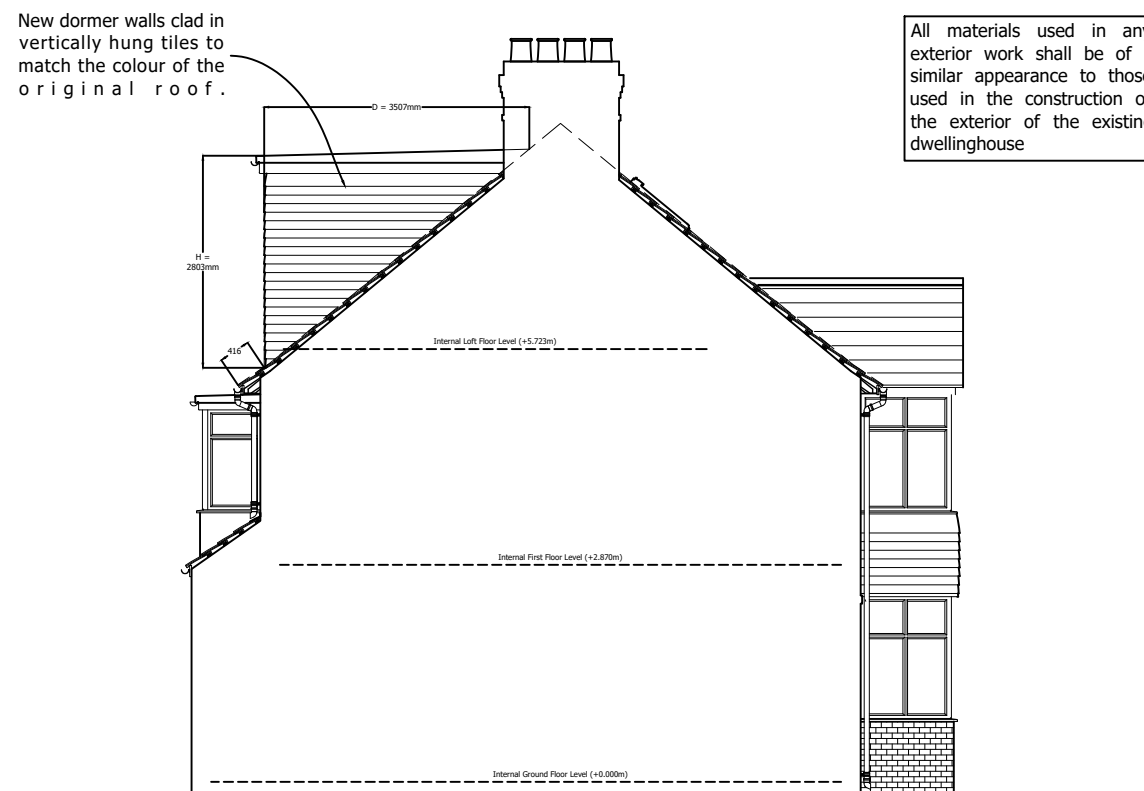 New dormer walls clad in
vertically hung tiles to
match the colour of the
original roof.
All materials used in any
exterior work shall be of
similar appearance to those
used in the construction o
the exterior of the existing
dwellinghouse
D = 3507mm
H =
2803mm
416
Internal Loft Floor Level (+5.723m)
Internal First Floor Level (+2.870m)
Internal Ground Floor Level (+0.000m)